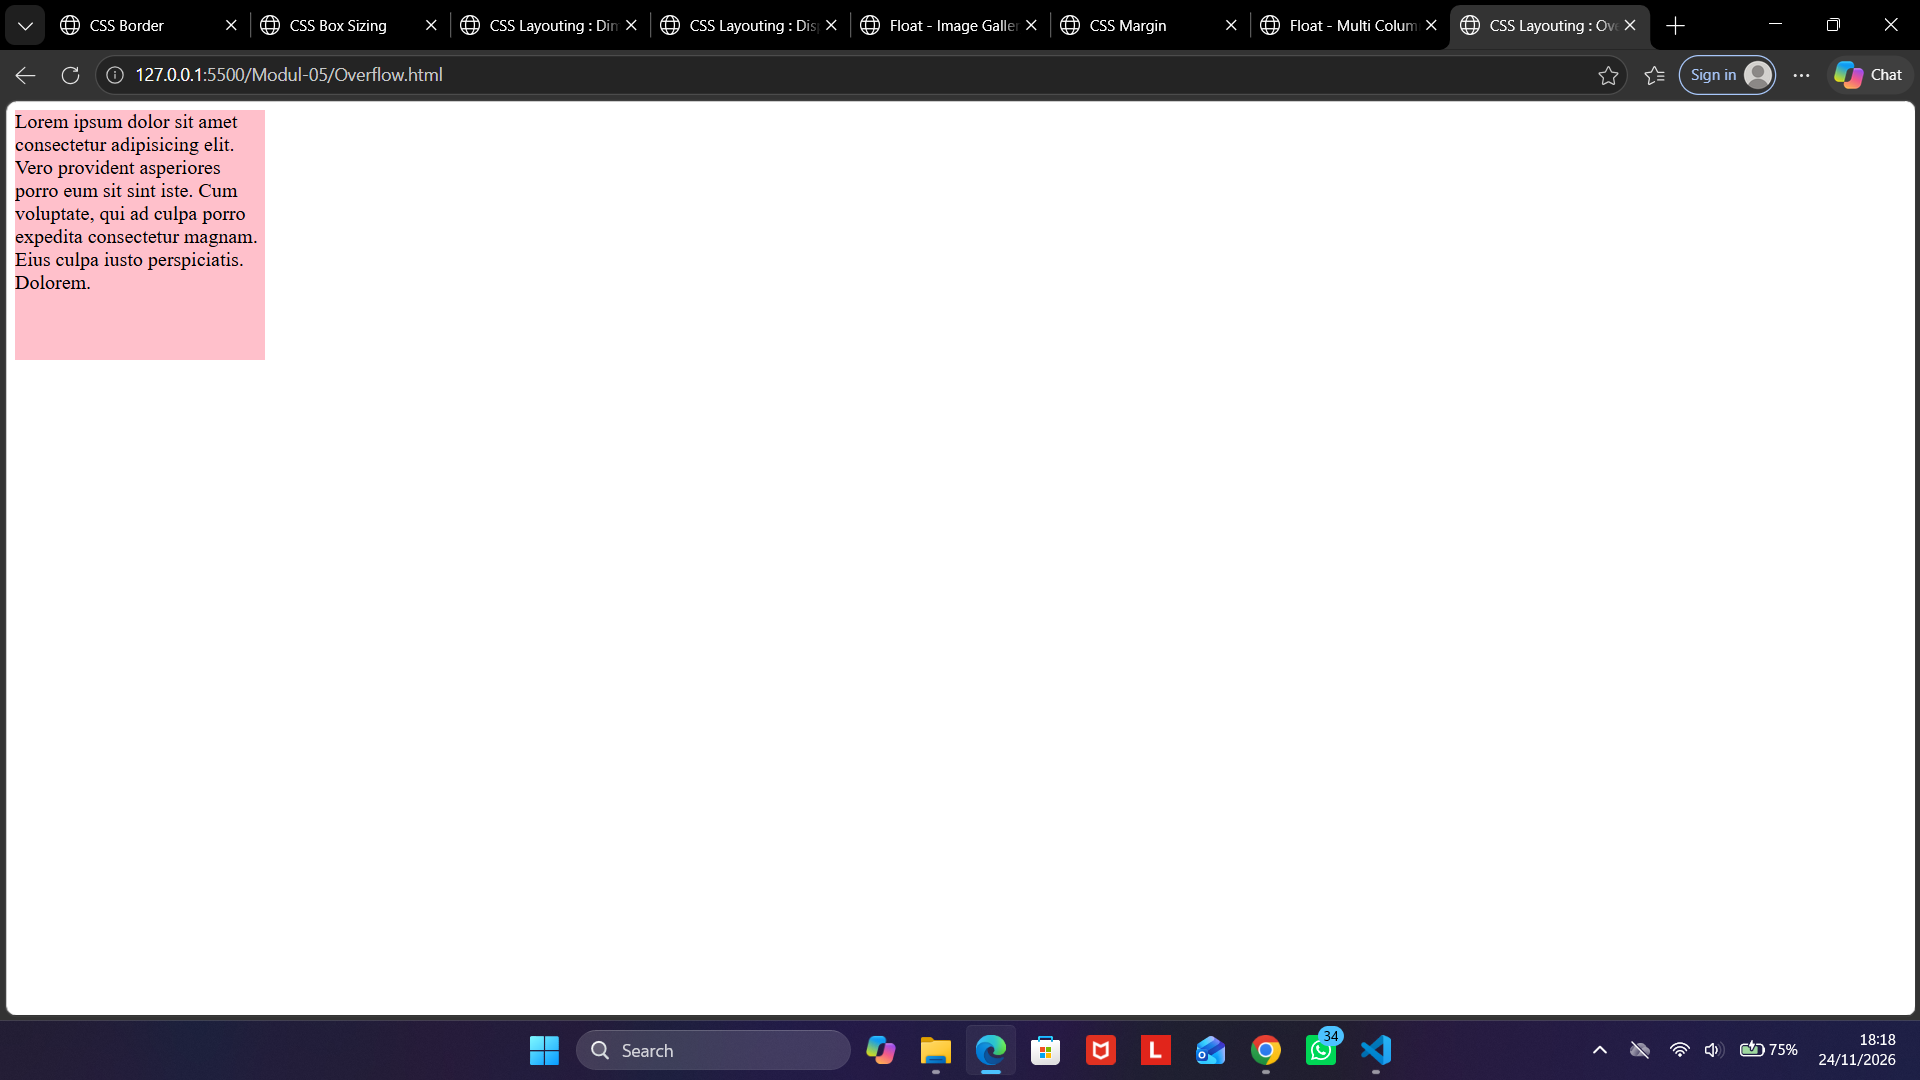 CSS Border
CSS Box Sizing
CSS Layouting : Dim
CSS Layouting : Disp
Float - Image Galler
CSS Margin
Float - Multi Colum
CSS Layouting : Ove
127.0.0.1:5500/Modul-05/Overflow.html
Sign in
Chat
Lorem ipsum dolor sit amet
consectetur adipisicing elit.
Vero provident asperiores
porro eum sit sint iste. Cum
voluptate, qui ad culpa porro
expedita consectetur magnam.
Eius culpa iusto perspiciatis.
Dolorem.
Search
L
34
75%
18:18
24/11/2026